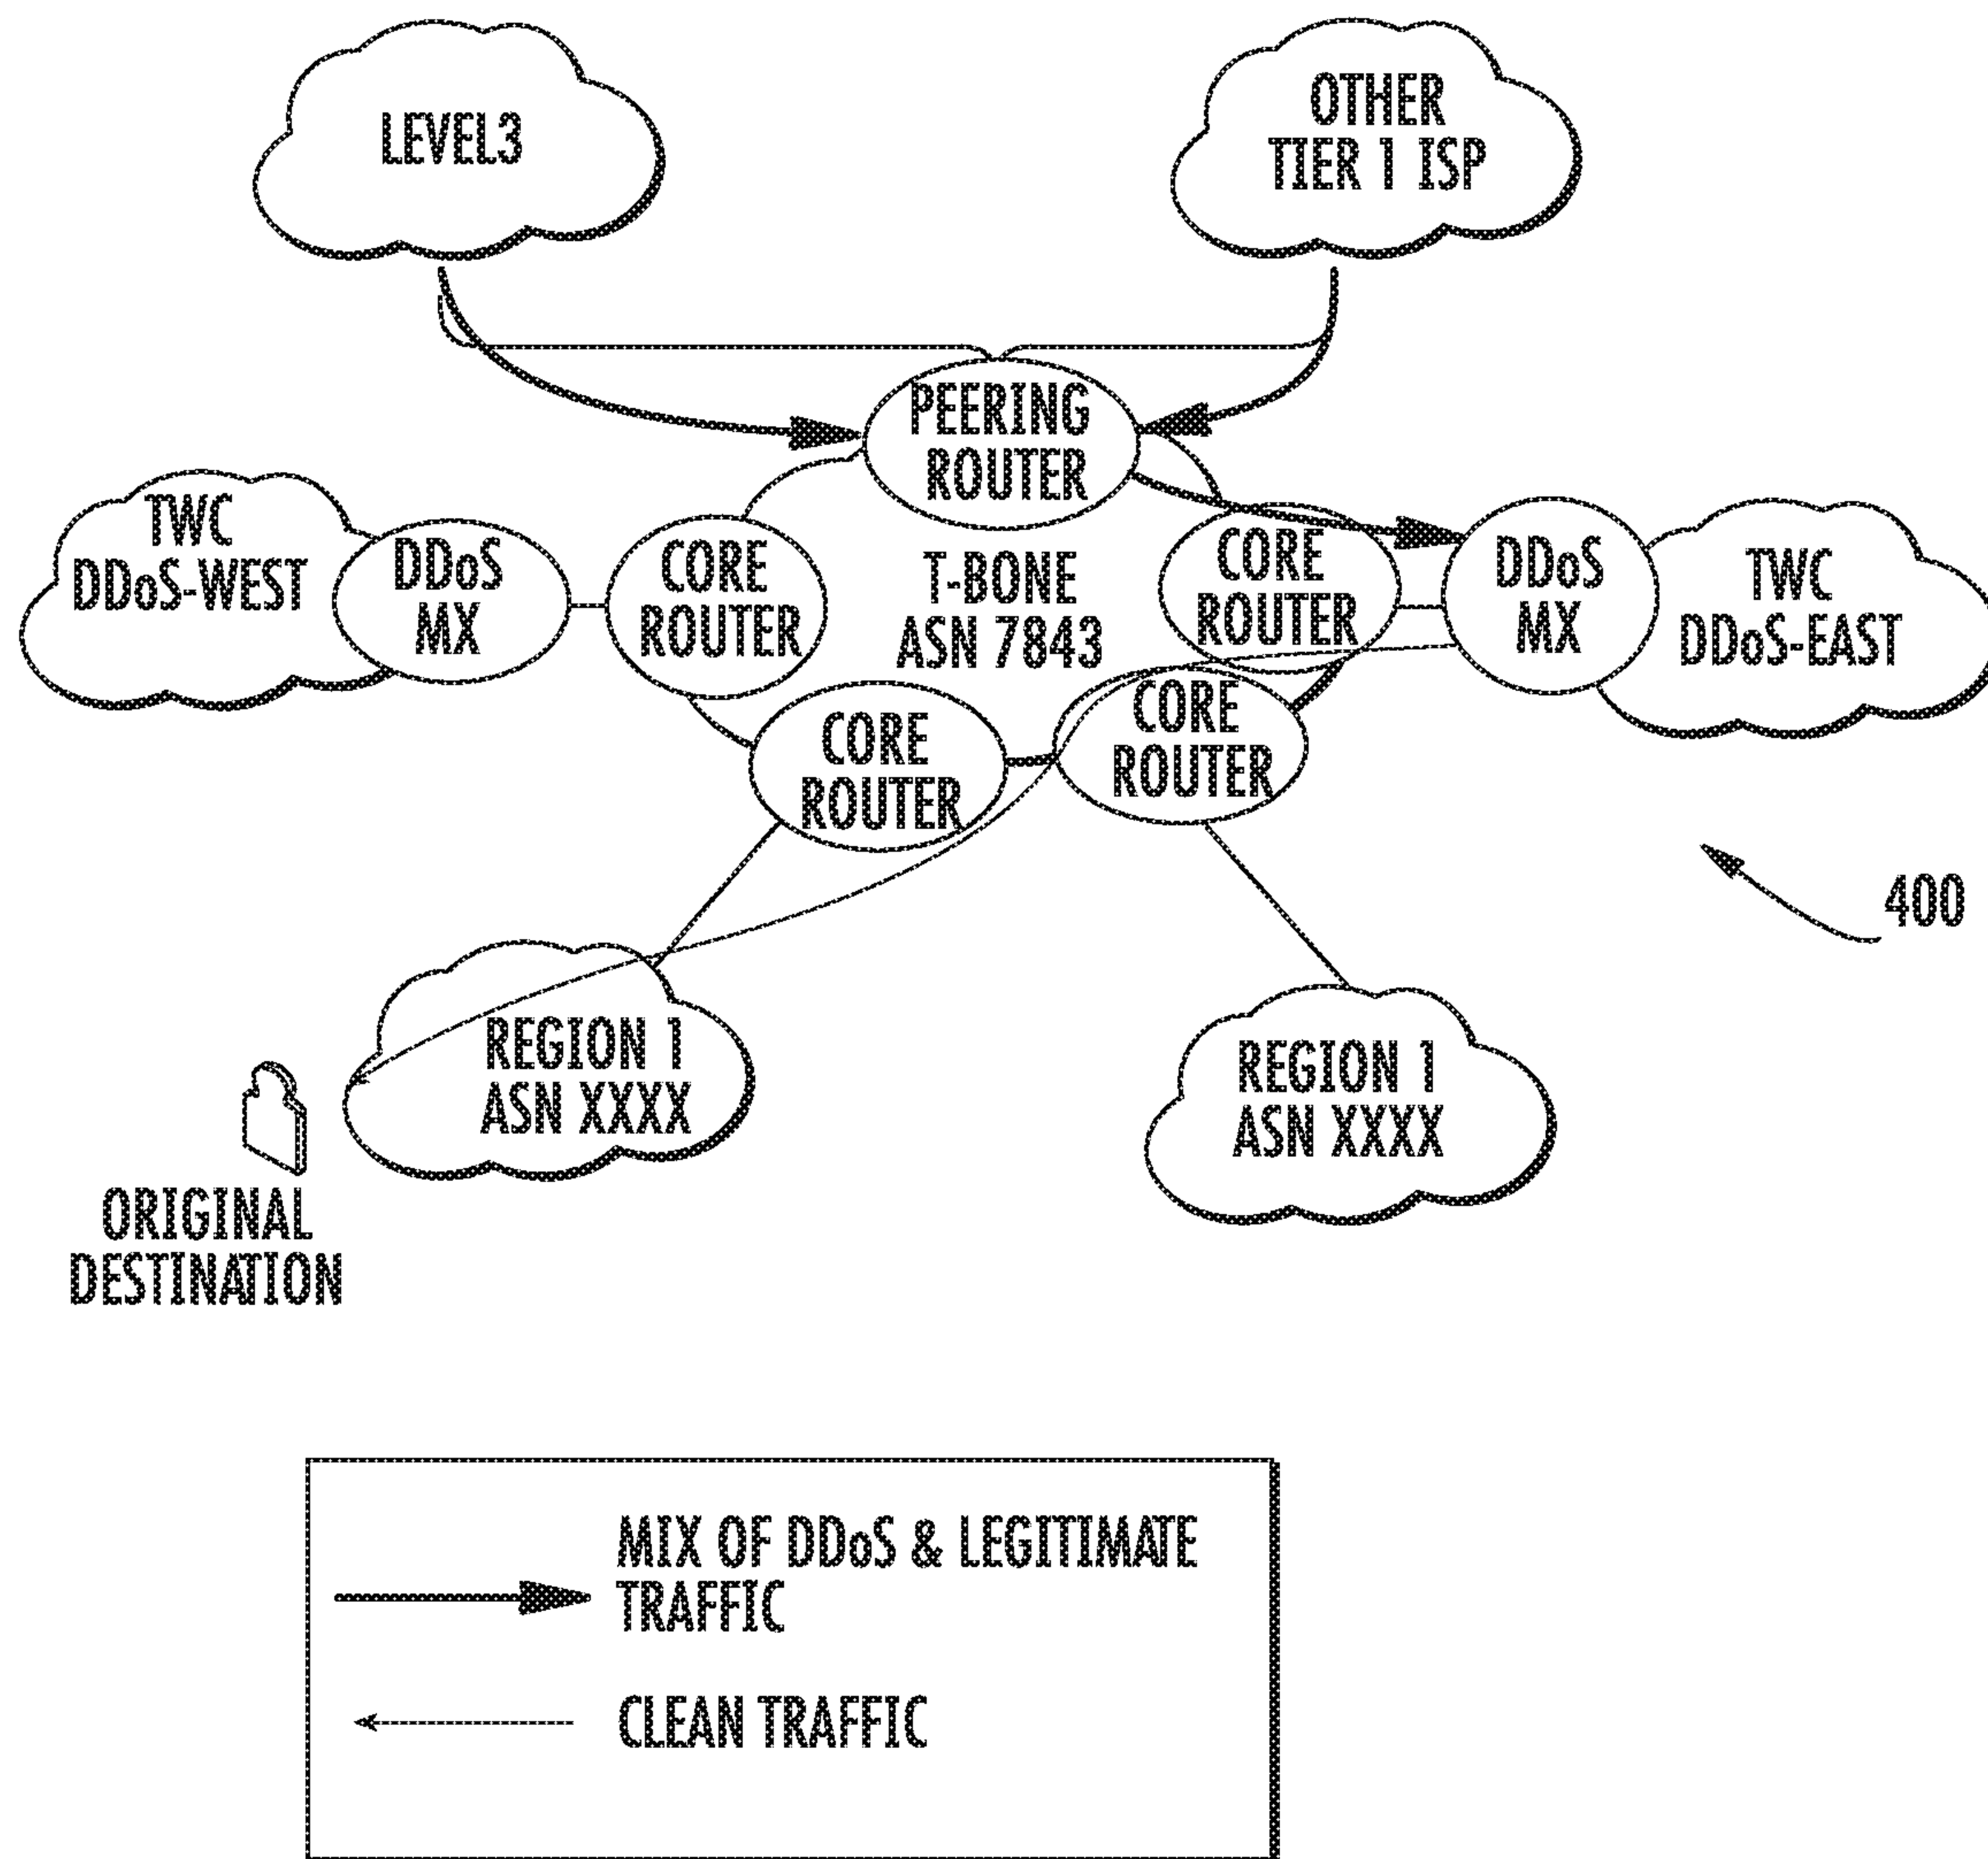 LEVEL3
OTHER
TIER 1 ISP
PEERING
ROUTER
TWC
DDoS-WEST
DDoS
MX
CORE
ROUTER
T-BONE
ASN 7843
CORE
ROUTER
DDoS
MX
TWC
DDoS-EAST
CORE
ROUTER
CORE
ROUTER
400
REGION 1
ASN XXXX
REGION 1
ASN XXXX
ORIGINAL
DESTINATION
MIX OF DDoS & LEGITIMATE
TRAFFIC
CLEAN TRAFFIC